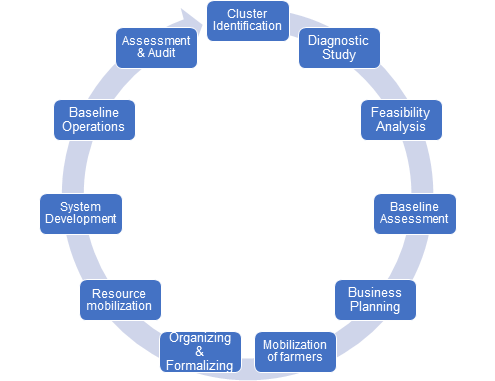 Cluster
Identification
Diagnostic
Study
Feasibility
Analysis
Baseline
Assessment
Business
Planning
Mobilization
of farmers
Organizing
&
Formalizing
Resource
mobilization
System
Development
Baseline
Operations
Assessment
& Audit